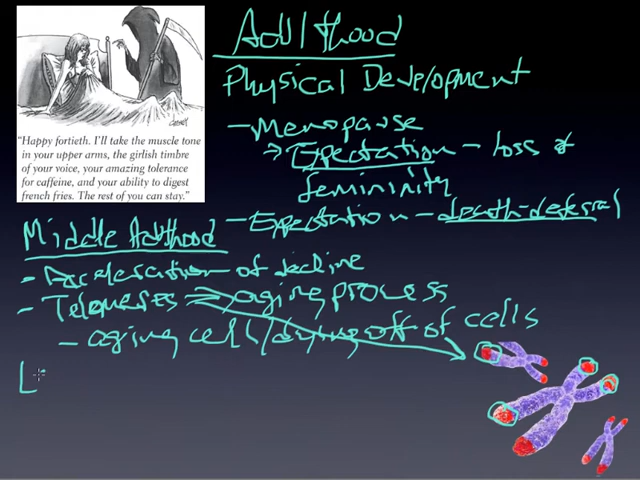 Adulthood
Physical Development
- Menopause
→ Expectation - loss of
femininity
- Expectation - death-deferral
"Happy fortieth. I'll take the muscle tone
in your upper arms, the girlish timbre
of your voice, your amazing tolerance
for caffeine, and your ability to digest
french fries. The rest of you can stay."
Middle Adulthood
- Acceleration of decline
- Telomeres → aging process
- aging cells/dying off of cells
L